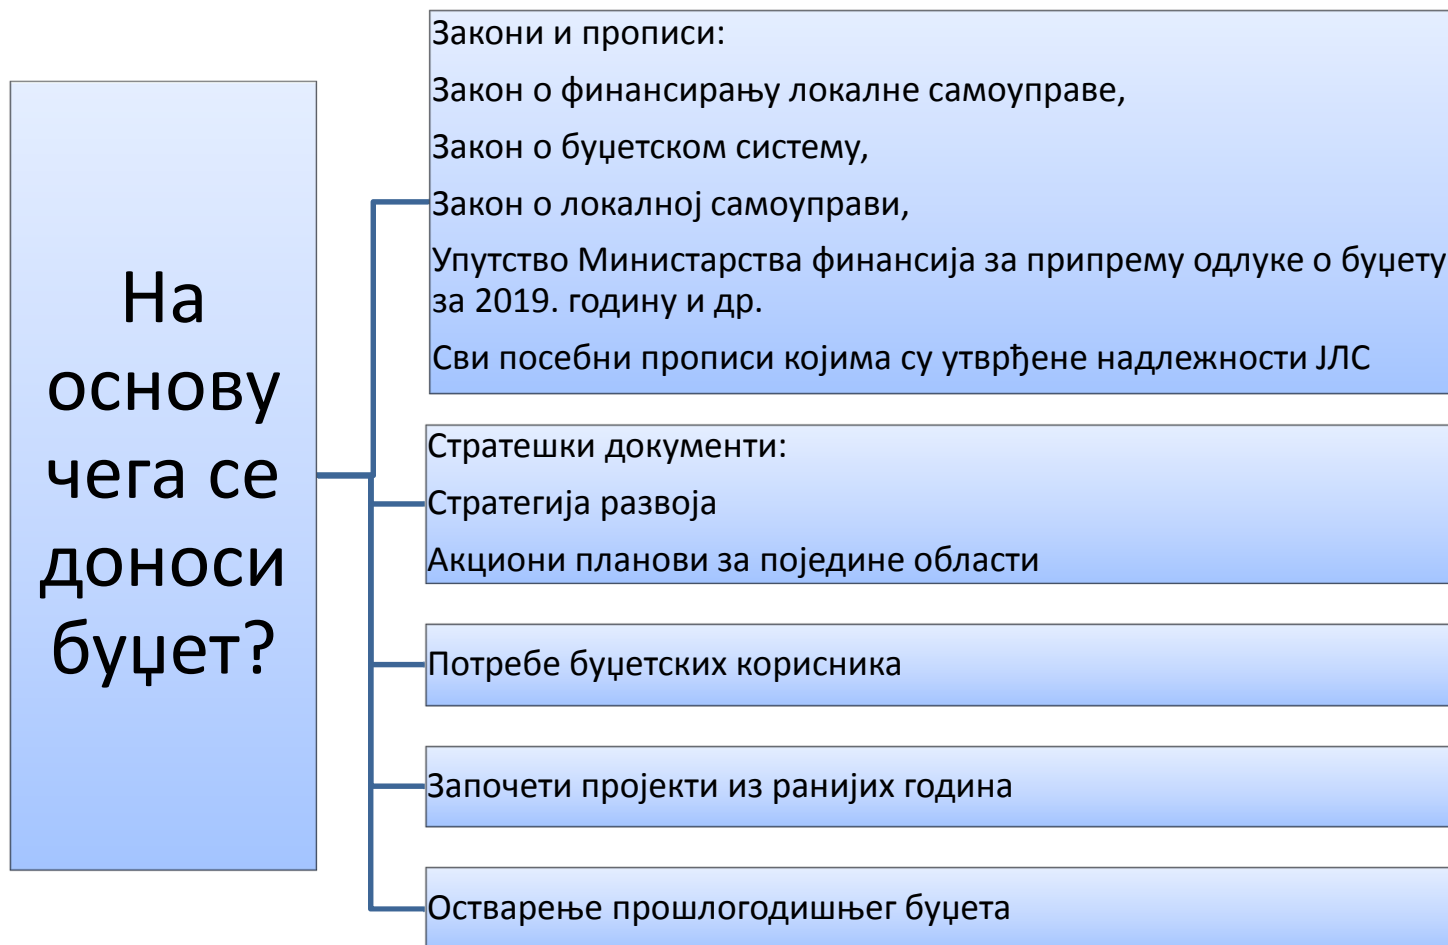 На
основу
чега се
доноси
буџет?
Закони и прописи:
Закон о финансирању локалне самоуправе,
Закон о буџетском систему,
Закон о локалној самоуправи,
Упутство Министарства финансија за припрему одлуке о буџету
за 2019. годину и др.
Сви посебни прописи којима су утврђене надлежности ЈЛС
Стратешки документи:
Стратегија развоја
Акциони планови за поједине области
Потребе буџетских корисника
Започети пројекти из ранијих година
Остварење прошлогодишњег буџета